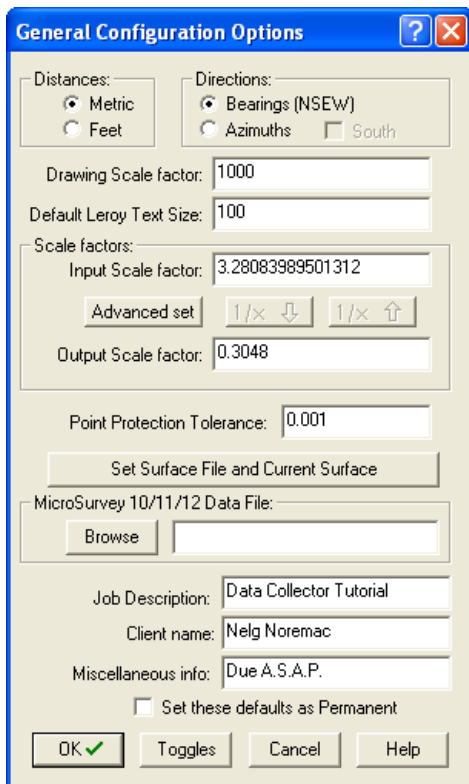 General Configuration Options
Distances:
Metric
Feet
Directions:
Bearings (NSEW)
Azimuths South
Drawing Scale factor: 1000
Default Leroy Text Size: 100
Scale factors:
Input Scale factor: 3.28083989501312
Advanced set 1/x 1/x
Output Scale factor: 0.3048
Point Protection Tolerance: 0.001
Set Surface File and Current Surface
MicroSurvey 10/11/12 Data File:
Browse
Job Description: Data Collector Tutorial
Client name: Nelg Noremac
Miscellaneous info: Due A.S.A.P.
Set these defaults as Permanent
OK Toggles Cancel Help